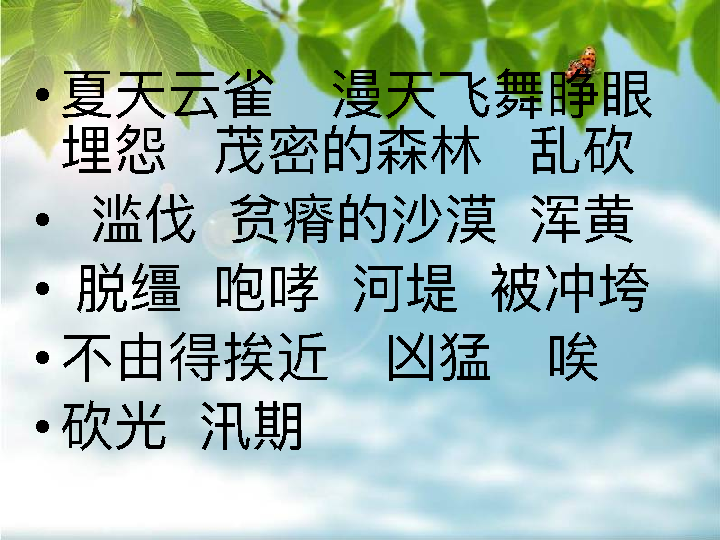 • 夏天云雀 漫天飞舞睁眼
埋怨 茂密的森林 乱砍
• 滥伐 贫瘠的沙漠 浑黄
• 脱缰 咆哮 河堤 被冲垮
• 不由得挨近 凶猛 唉
• 砍光 汛期